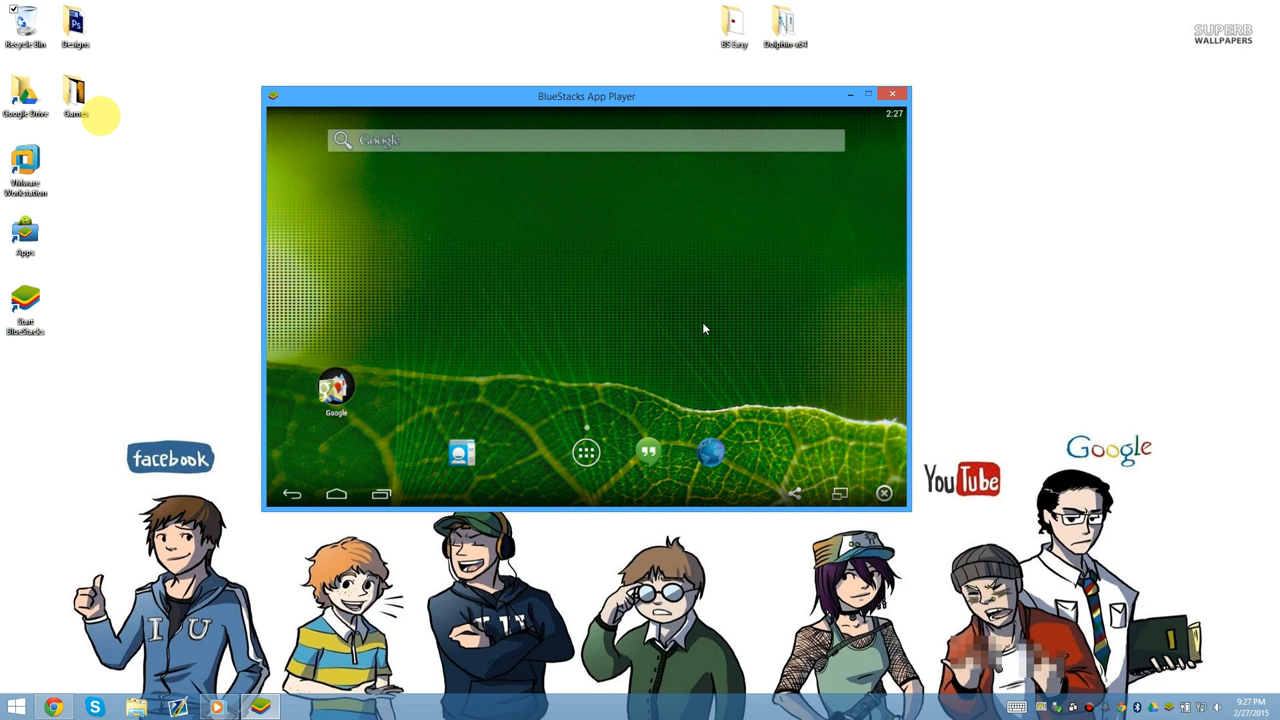 Recycle Bin
Designs
BS Easy
Dolphin-x64
SUPERB
WALLPAPERS
Google Drive
Games
BlueStacks App Player
2:27
Google
VMware
Workstation
Apps
Start
BlueStacks
Google
facebook
YouTube
Google
I U
9:27 PM
2/27/2015